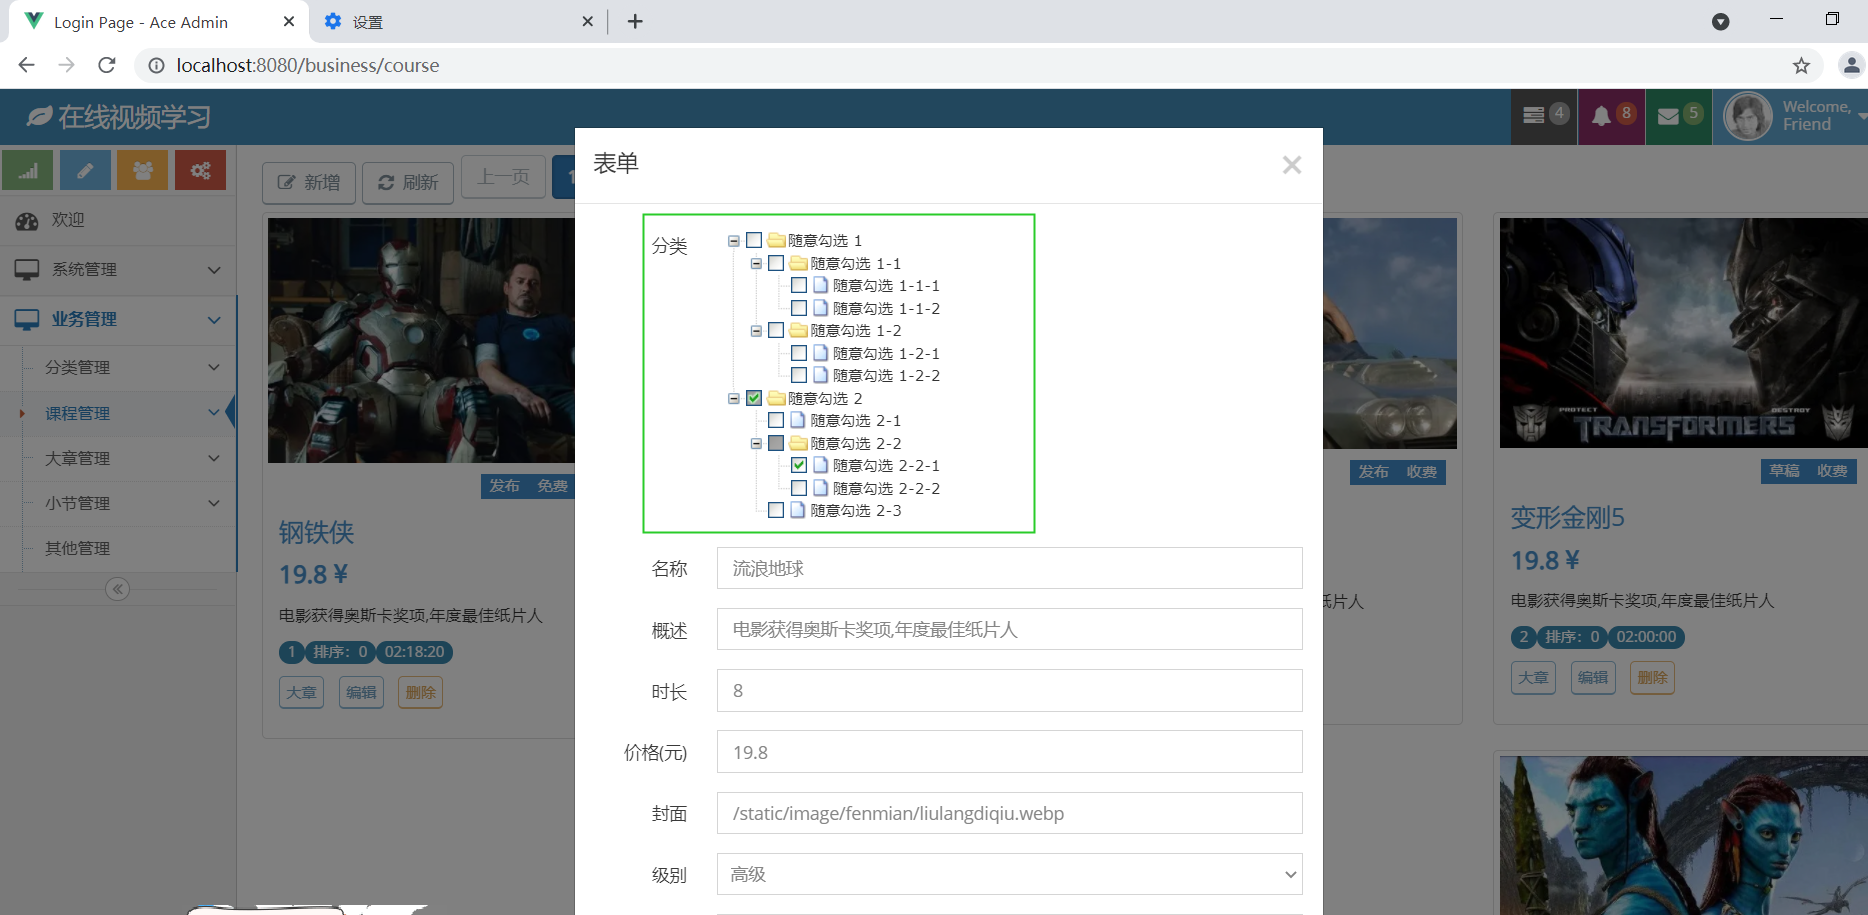 Login Page - Ace Admin
设置
localhost:8080/business/course
在线视频学习
4
8
5
Welcome,
Friend
欢迎
系统管理
业务管理
分类管理
课程管理
大章管理
小节管理
其他管理
新增
刷新
上一页
1
发布 免费
钢铁侠
19.8 ¥
电影获得奥斯卡奖项,年度最佳纸片人
1 排序：0 02:18:20
大章 编辑 删除
表单
分类
随意勾选 1
随意勾选 1-1
随意勾选 1-1-1
随意勾选 1-1-2
随意勾选 1-2
随意勾选 1-2-1
随意勾选 1-2-2
随意勾选 2
随意勾选 2-1
随意勾选 2-2
随意勾选 2-2-1
随意勾选 2-2-2
随意勾选 2-3
名称 流浪地球
概述 电影获得奥斯卡奖项,年度最佳纸片人
时长 8
价格(元) 19.8
封面 /static/image/fenmian/liulangdiqiu.webp
级别 高级
发布 收费
纸片人
PROTECT DESTROY
TRANSFORMERS
草稿 收费
变形金刚5
19.8 ¥
电影获得奥斯卡奖项,年度最佳纸片人
2 排序：0 02:00:00
大章 编辑 删除